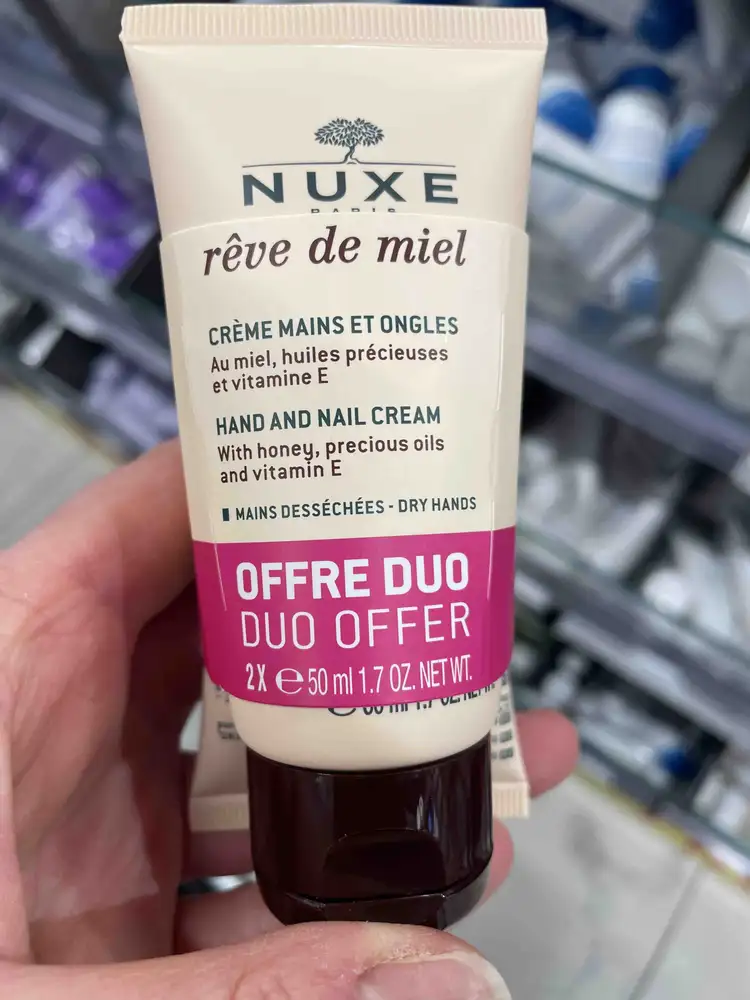 NUXE
PARIS
rêve de miel
CRÈME MAINS ET ONGLES
Au miel, huiles précieuses
et vitamine E
HAND AND NAIL CREAM
With honey, precious oils
and vitamin E
MAINS DESSÉCHÉES - DRY HANDS
OFFRE DUO
DUO OFFER
2X ℮ 50 ml 1.7 OZ. NET WT.